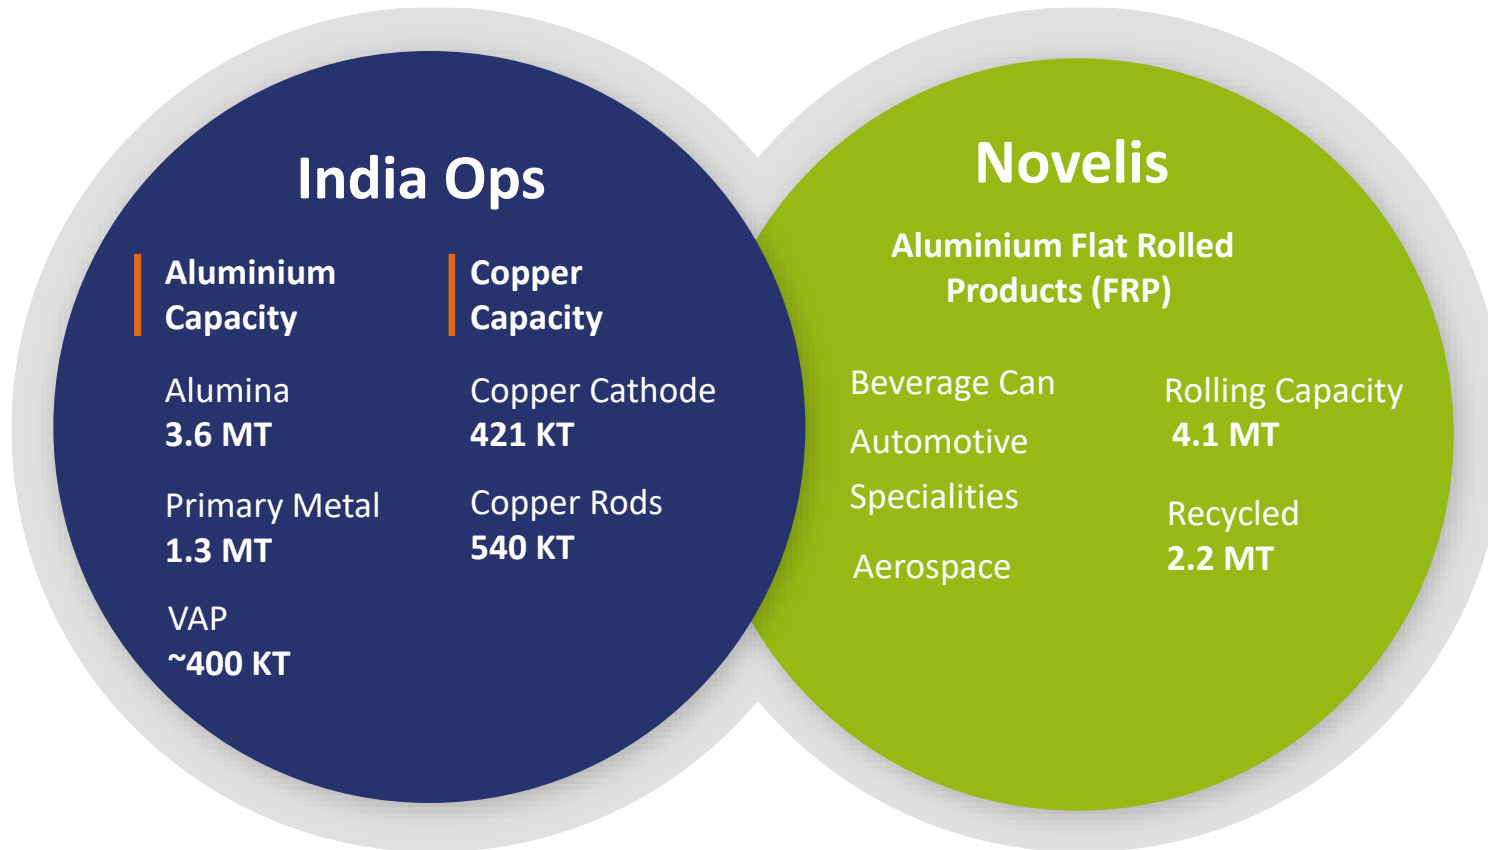 India Ops
Aluminium
Capacity
Alumina
3.6 MT
Primary Metal
1.3 MT
VAP
~400 KT
Copper
Capacity
Copper Cathode
421 KT
Copper Rods
540 KT
Novelis
Aluminium Flat Rolled
Products (FRP)
Beverage Can
Automotive
Specialities
Aerospace
Rolling Capacity
4.1 MT
Recycled
2.2 MT